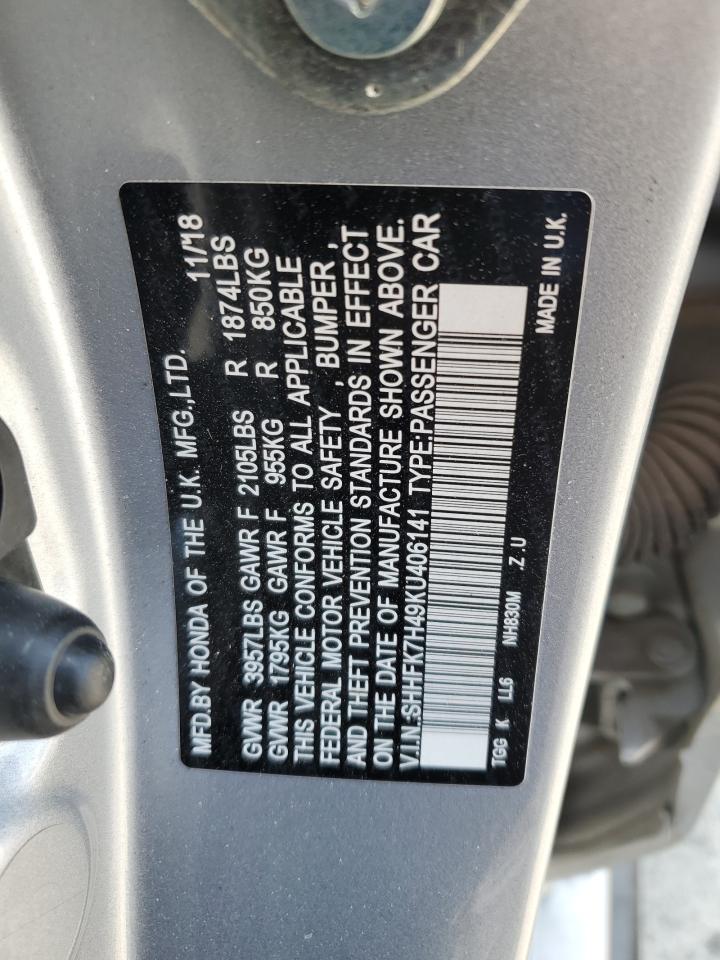 MFD.BY HONDA OF THE U.K. MFG.,LTD. 11/18
GVWR 3957LBS GAWR F 2105LBS R 1874LBS
GVWR 1795KG GAWR F 955KG R 850KG
THIS VEHICLE CONFORMS TO ALL APPLICABLE
FEDERAL MOTOR VEHICLE SAFETY , BUMPER ,
AND THEFT PREVENTION STANDARDS IN EFFECT
ON THE DATE OF MANUFACTURE SHOWN ABOVE.
V.I.N.:SHHFK7H49KU406141 TYPE:PASSENGER CAR
TGG K LL6 NH830M .Z .U MADE IN U.K.